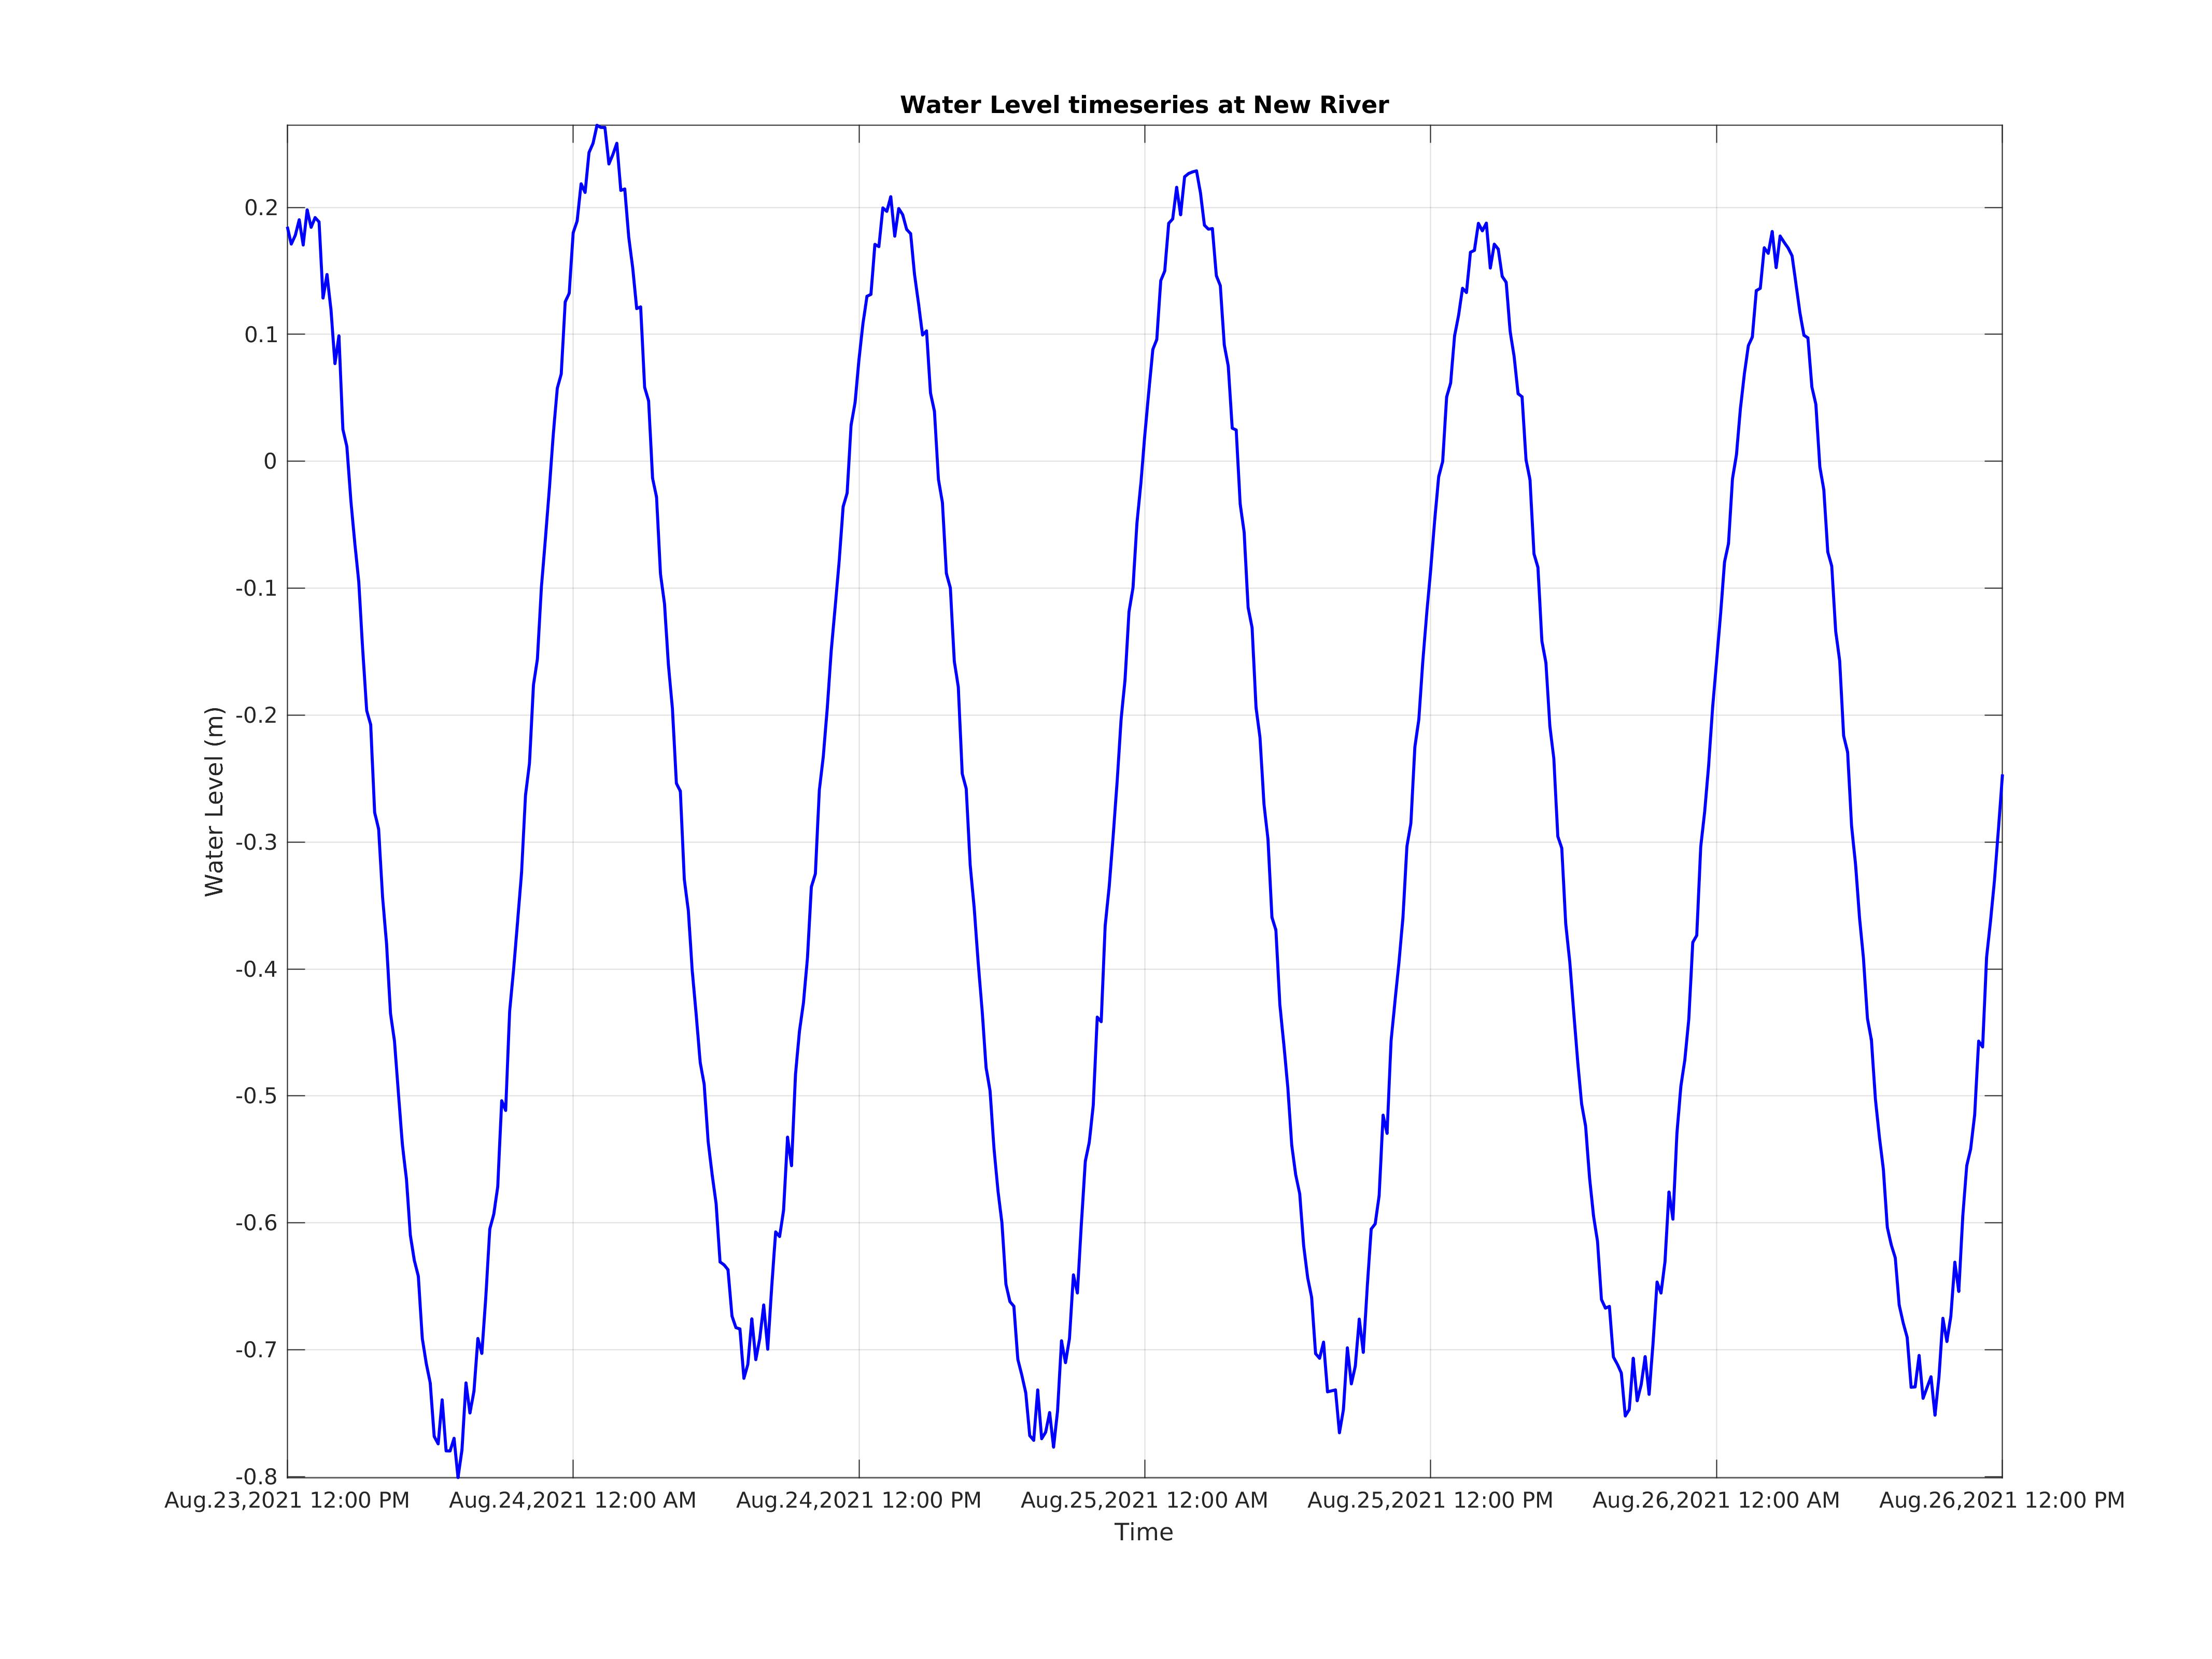 Water Level timeseries at New River
0.2
0.1
0
-0.1
-0.2
-0.3
-0.4
-0.5
-0.6
-0.7
-0.8
Water Level (m)
Aug.23,2021 12:00 PM Aug.24,2021 12:00 AM Aug.24,2021 12:00 PM Aug.25,2021 12:00 AM Aug.25,2021 12:00 PM Aug.26,2021 12:00 AM Aug.26,2021 12:00 PM
Time